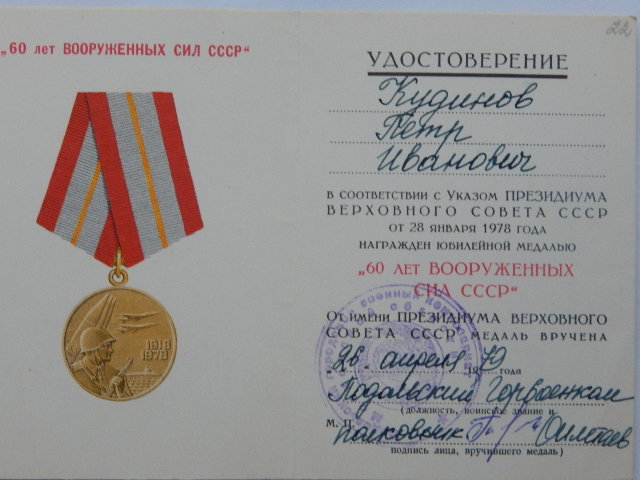 „60 лет ВООРУЖЕННЫХ СИЛ СССР“
1918
1978
22
УДОСТОВЕРЕНИЕ
Кудинов
Петр
Иванович
В СООТВЕТСТВИИ С УКАЗОМ ПРЕЗИДИУМА
ВЕРХОВНОГО СОВЕТА СССР
ОТ 28 ЯНВАРЯ 1978 ГОДА
НАГРАЖДЕН ЮБИЛЕЙНОЙ МЕДАЛЬЮ
„60 ЛЕТ ВООРУЖЕННЫХ
СИЛ СССР“
ОТ ИМЕНИ ПРЕЗИДИУМА ВЕРХОВНОГО
СОВЕТА СССР МЕДАЛЬ ВРУЧЕНА
26 апреля 1979 ГОДА
Подольский Горвоенком
(должность, воинское звание и
М. П. полковник
подпись лица, вручившего медаль)